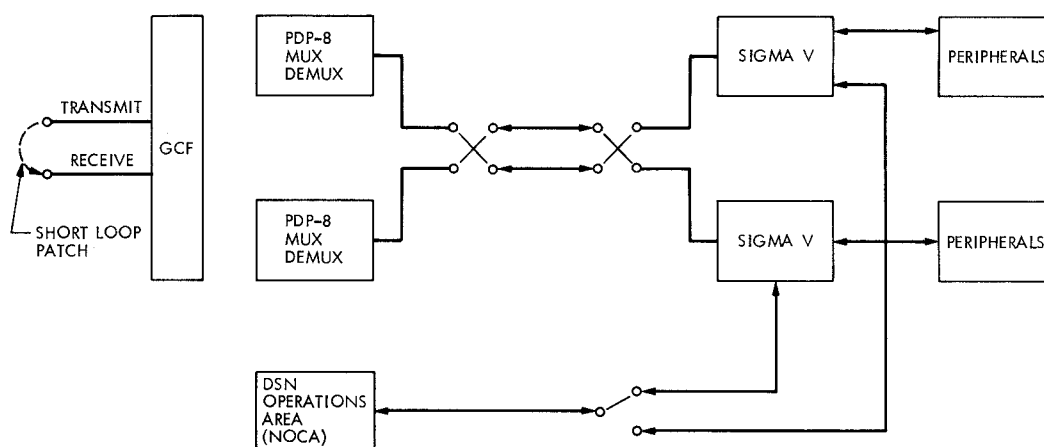 TRANSMIT
RECEIVE
SHORT LOOP
PATCH
GCF
PDP-8
MUX
DEMUX
PDP-8
MUX
DEMUX
SIGMA V
PERIPHERALS
SIGMA V
PERIPHERALS
DSN
OPERATIONS
AREA
(NOCA)